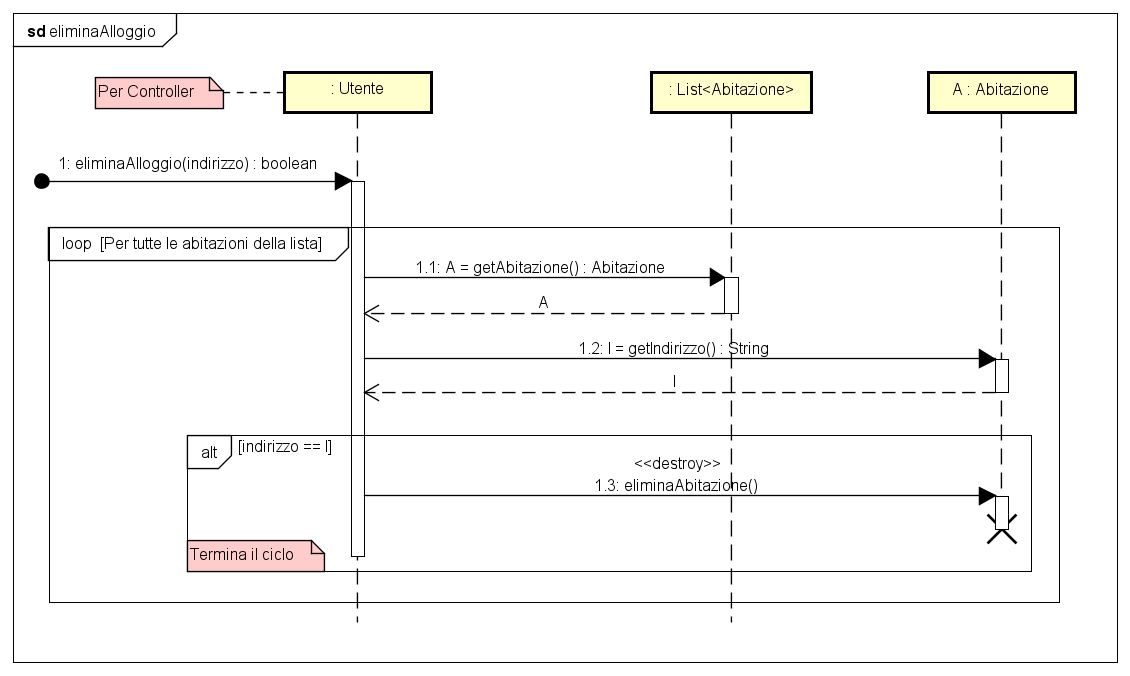 sd eliminaAlloggio
Per Controller
: Utente
: List<Abitazione>
A : Abitazione
1: eliminaAlloggio(indirizzo) : boolean
loop [Per tutte le abitazioni della lista]
1.1: A = getAbitazione() : Abitazione
A
1.2: I = getIndirizzo() : String
I
alt
[indirizzo == I]
<<destroy>>
1.3: eliminaAbitazione()
Termina il ciclo